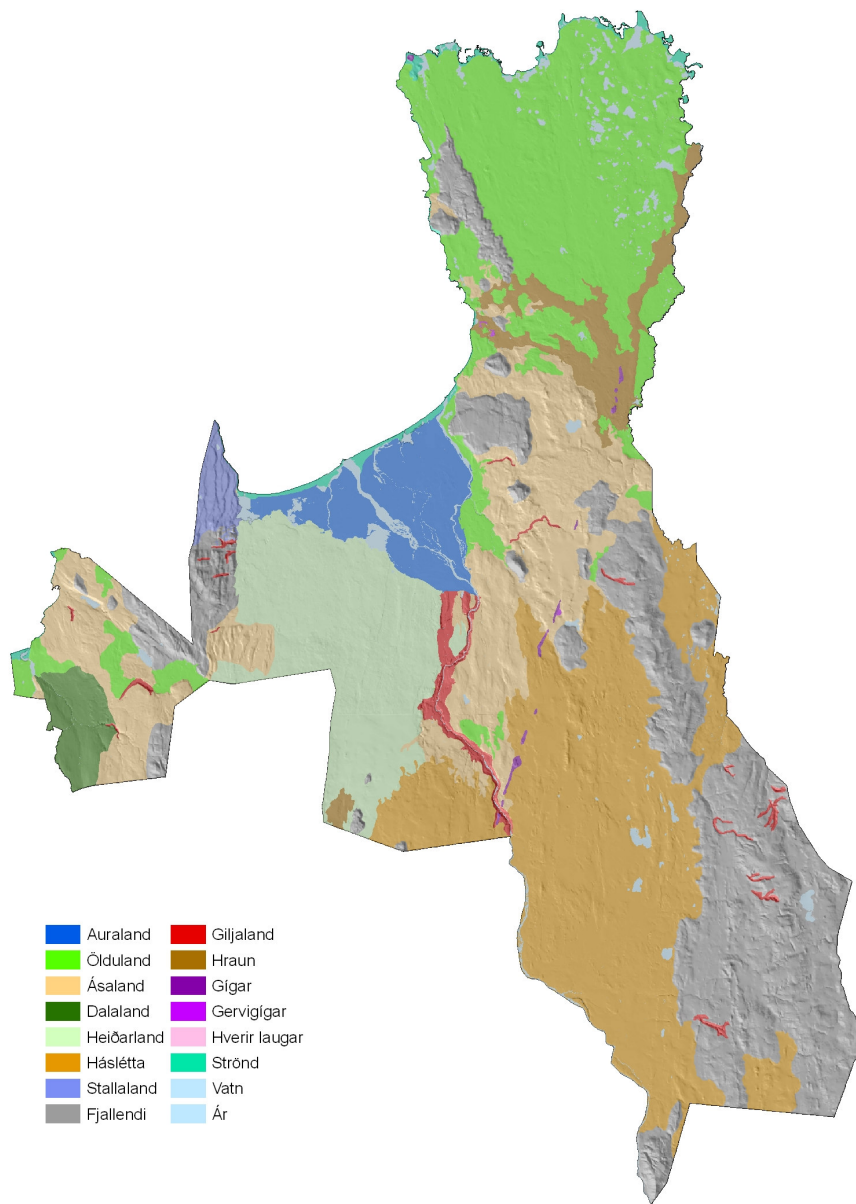 Auraland
Ölduland
Ásaland
Dalaland
Heiðarland
Háslétta
Stallaland
Fjallendi
Giljaland
Hraun
Gígar
Gervigígar
Hverir laugar
Strönd
Vatn
Ár